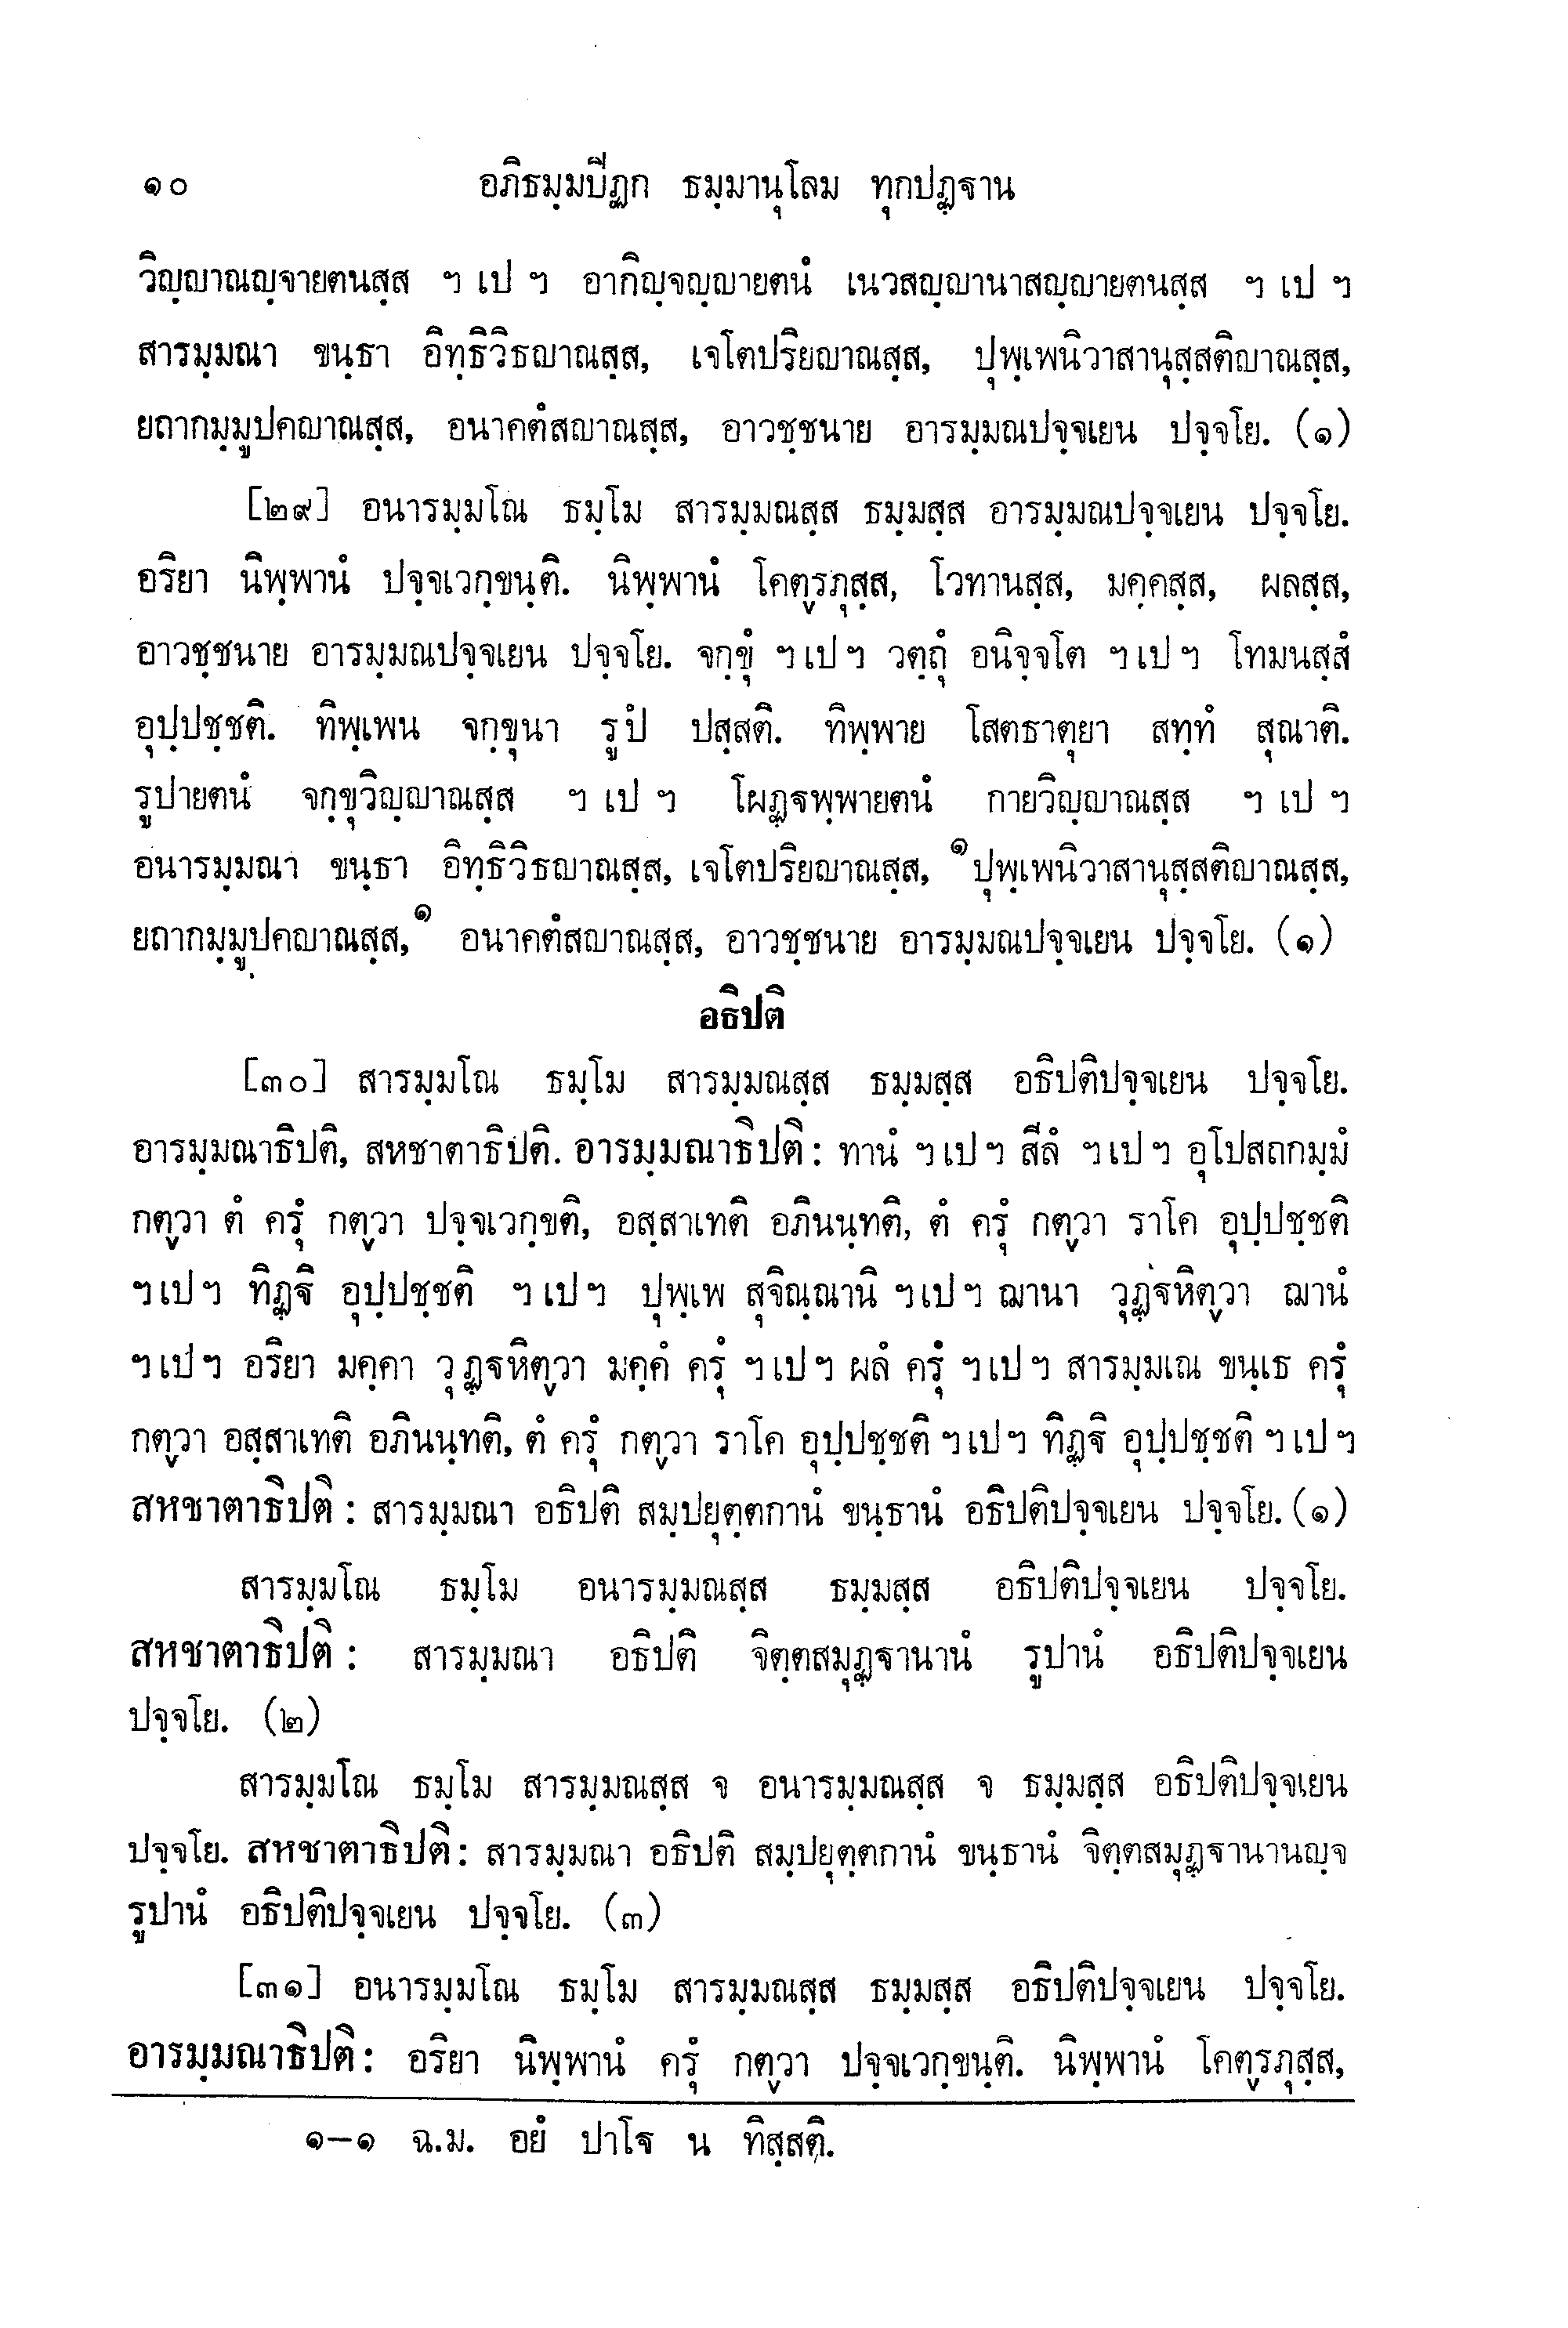 ๑๐ อภิธมฺมปิฏก ธมฺมานุโลม ทุกปฏฺฐาน
วิญฺญาณญฺจายตนสฺส ฯ เป ฯ อากิญฺจญฺญายตนํ เนวสญฺญานาสญฺญายตนสฺส ฯ เป ฯ
สารมฺมณา ขนฺธา อิทฺธิวิธญาณสฺส, เจโตปริยญาณสฺส, ปุพฺเพนิวาสานุสฺสติญาณสฺส,
ยถากมฺมูปคญาณสฺส, อนาคตํสญาณสฺส, อาวชฺชนาย อารมฺมณปจฺจเยน ปจฺจโย. (๑)
[๒๙] อนารมฺมโณ ธมฺโม สารมฺมณสฺส ธมฺมสฺส อารมฺมณปจฺจเยน ปจฺจโย.
อริยา นิพฺพานํ ปจฺจเวกฺขนฺติ. นิพฺพานํ โคตฺรภุสฺส, โวทานสฺส, มคฺคสฺส, ผลสฺส,
อาวชฺชนาย อารมฺมณปจฺจเยน ปจฺจโย. จกฺขุํ ฯ เป ฯ วตฺถุํ อนิจฺจโต ฯ เป ฯ โทมนสฺสํ
อุปฺปชฺชติ. ทิพฺเพน จกฺขุนา รูปํ ปสฺสติ. ทิพฺพาย โสตธาตุยา สทฺทํ สุณาติ.
รูปายตนํ จกฺขุวิญฺญาณสฺส ฯ เป ฯ โผฏฺฐพฺพายตนํ กายวิญฺญาณสฺส ฯ เป ฯ
อนารมฺมณา ขนฺธา อิทฺธิวิธญาณสฺส, เจโตปริยญาณสฺส, ๑ปุพฺเพนิวาสานุสฺสติญาณสฺส,
ยถากมฺมูปคญาณสฺส,๑ อนาคตํสญาณสฺส, อาวชฺชนาย อารมฺมณปจฺจเยน ปจฺจโย. (๑)
อธิปติ
[๓๐] สารมฺมโณ ธมฺโม สารมฺมณสฺส ธมฺมสฺส อธิปติปจฺจเยน ปจฺจโย.
อารมฺมณาธิปติ, สหชาตาธิปติ. อารมฺมณาธิปติ: ทานํ ฯ เป ฯ สีลํ ฯ เป ฯ อุโปสถกมฺมํ
กตฺวา ตํ ครุํ กตฺวา ปจฺจเวกฺขติ, อสฺสาเทติ อภินนฺทติ, ตํ ครุํ กตฺวา ราโค อุปฺปชฺชติ
ฯ เป ฯ ทิฏฺฐิ อุปฺปชฺชติ ฯ เป ฯ ปุพฺเพ สุจิณฺณานิ ฯ เป ฯ ฌานา วุฏฺฐหิตฺวา ฌานํ
ฯ เป ฯ อริยา มคฺคา วุฏฺฐหิตฺวา มคฺคํ ครุํ ฯ เป ฯ ผลํ ครุํ ฯ เป ฯ สารมฺมเณ ขนฺเธ ครุํ
กตฺวา อสฺสาเทติ อภินนฺทติ, ตํ ครุํ กตฺวา ราโค อุปฺปชฺชติ ฯ เป ฯ ทิฏฺฐิ อุปฺปชฺชติ ฯ เป ฯ
สหชาตาธิปติ: สารมฺมณา อธิปติ สมฺปยุตฺตกานํ ขนฺธานํ อธิปติปจฺจเยน ปจฺจโย. (๑)
สารมฺมโณ ธมฺโม อนารมฺมณสฺส ธมฺมสฺส อธิปติปจฺจเยน ปจฺจโย.
สหชาตาธิปติ: สารมฺมณา อธิปติ จิตฺตสมุฏฺฐานานํ รูปานํ อธิปติปจฺจเยน
ปจฺจโย. (๒)
สารมฺมโณ ธมฺโม สารมฺมณสฺส จ อนารมฺมณสฺส จ ธมฺมสฺส อธิปติปจฺจเยน
ปจฺจโย. สหชาตาธิปติ: สารมฺมณา อธิปติ สมฺปยุตฺตกานํ ขนฺธานํ จิตฺตสมุฏฺฐานานญฺจ
รูปานํ อธิปติปจฺจเยน ปจฺจโย. (๓)
[๓๑] อนารมฺมโณ ธมฺโม สารมฺมณสฺส ธมฺมสฺส อธิปติปจฺจเยน ปจฺจโย.
อารมฺมณาธิปติ: อริยา นิพฺพานํ ครุํ กตฺวา ปจฺจเวกฺขนฺติ. นิพฺพานํ โคตฺรภุสฺส,
๑–๑ ฉ.ม. อยํ ปาโฐ น ทิสฺสติ.